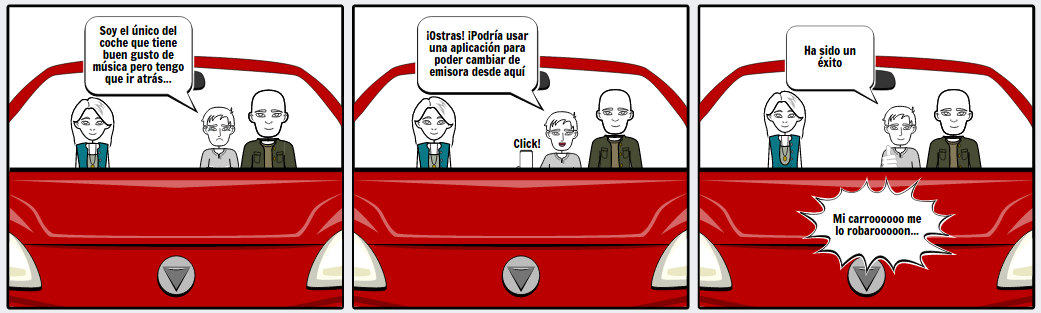 Soy el único del
coche que tiene
buen gusto de
música pero tengo
que ir atrás...
¡Ostras! ¡Podría usar
una aplicación para
poder cambiar de
emisora desde aquí
Click!
Ha sido un
éxito
Mi carroooooo me
lo robarooooon...